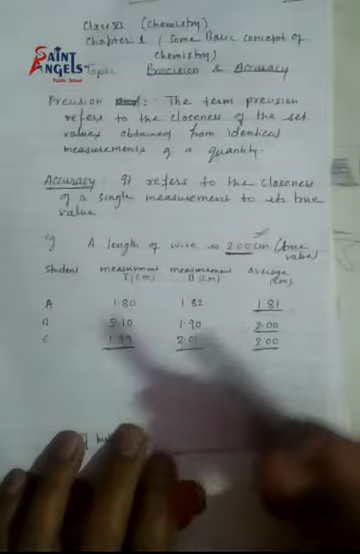 Class XI (Chemistry)
Chapter 1 (Some Basic concept of
Chemistry)
SAINT
ANGELS
Public School
Topic Precision & Accuracy
Precision : The term precision
refers to the closeness of the set
values obtained from identical
measurements of a quantity.
Accuracy It refers to the closeness
of a single measurement to its true
value
eg A length of wire is 2.00 cm (true
value)
Student measurement measurement average
I (cm) II (cm) (cm)
A 1.80 1.82 1.81
B 2.10 1.90 2.00
C 1.99 2.01 2.00